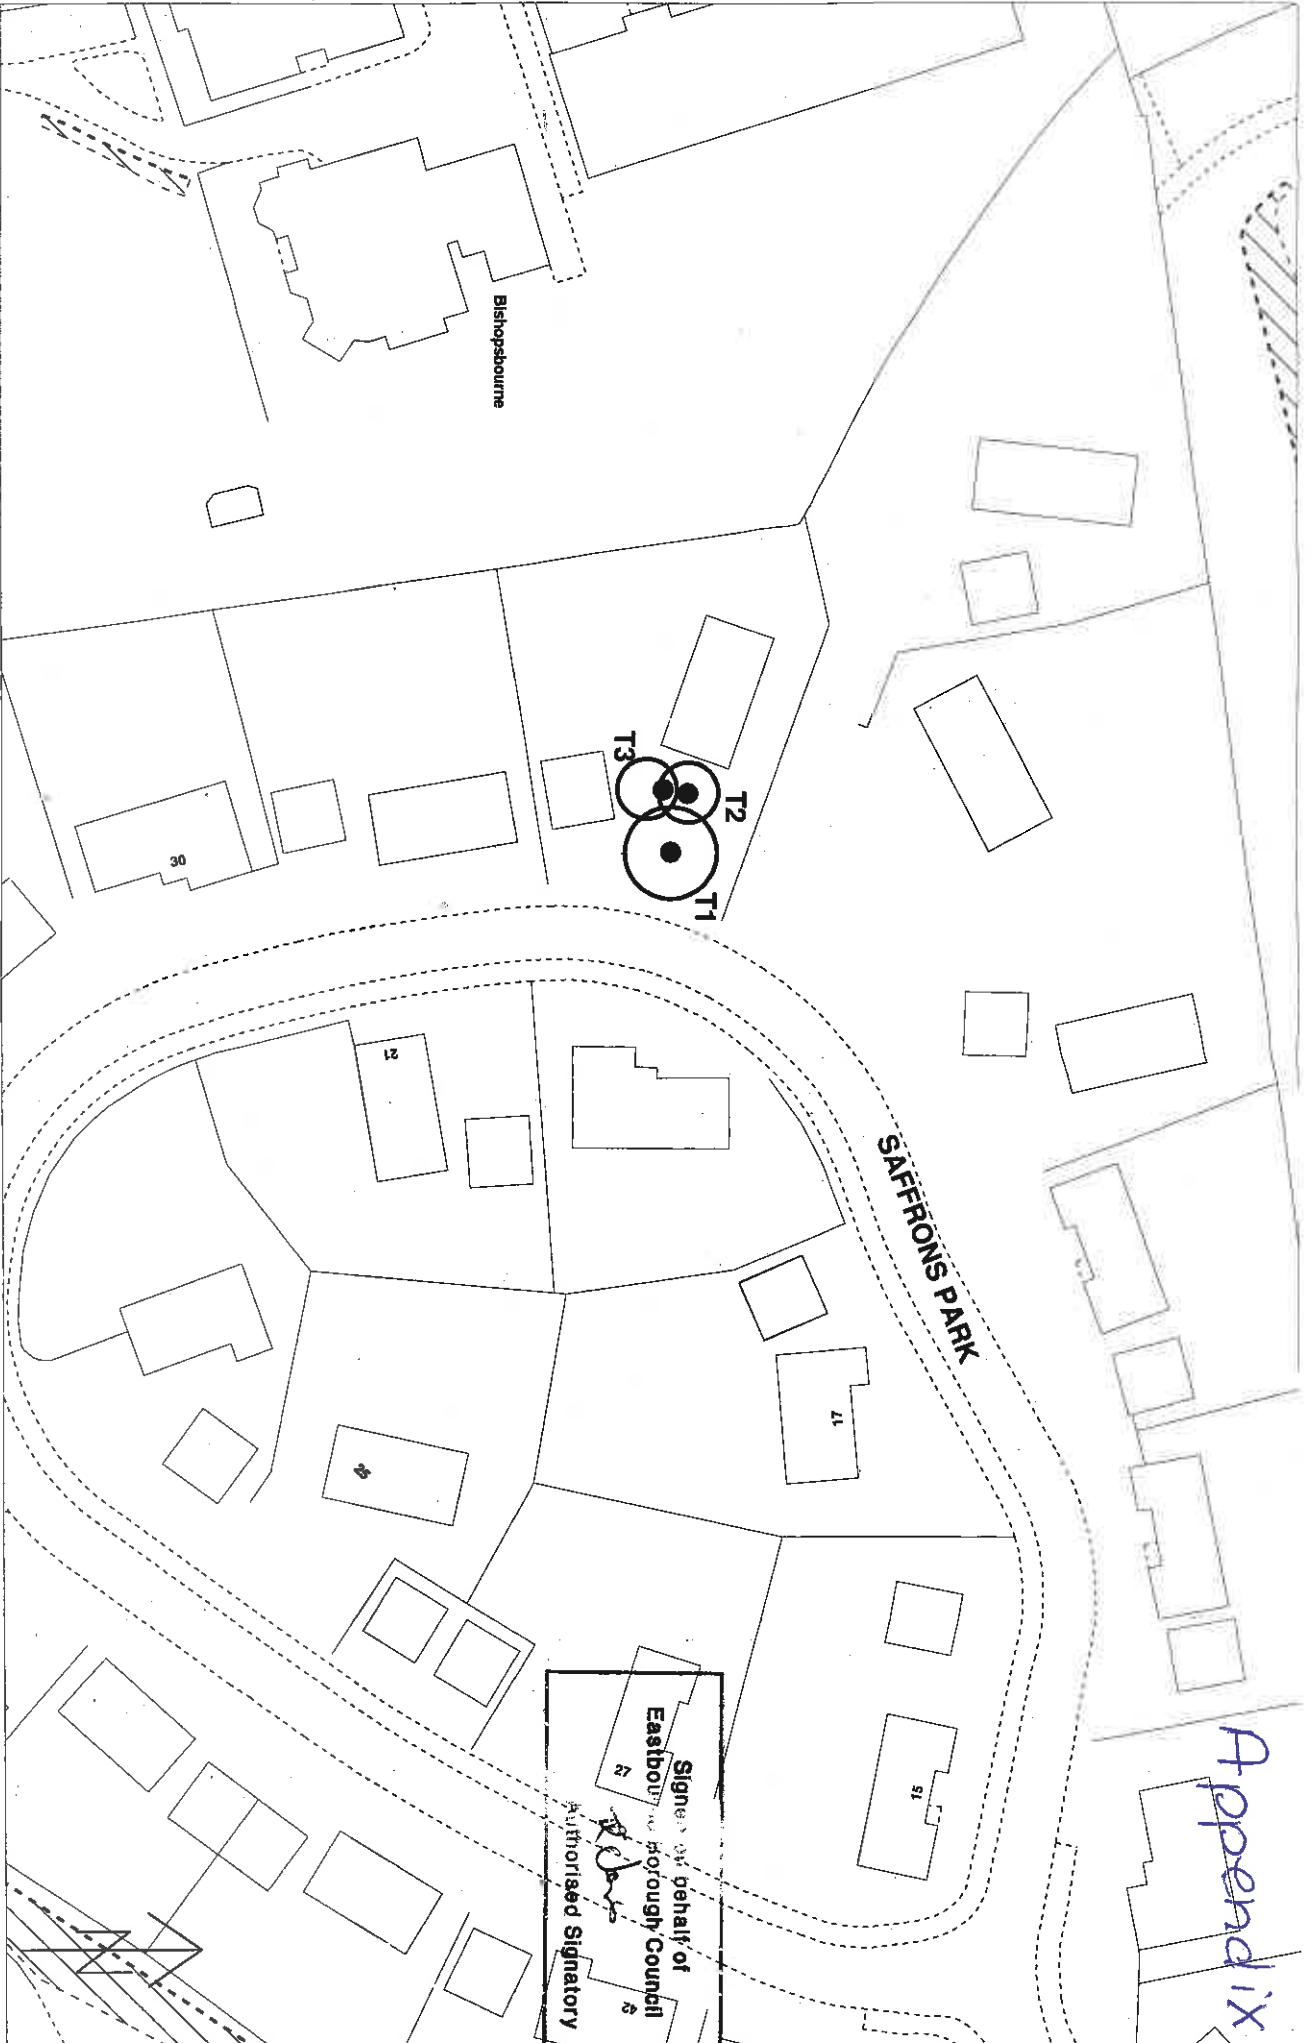 Appendix
Bishopsbourne
T3
T2
T1
30
21
SAFFRONS PARK
17
25
15
27
Signed on behalf of
Eastbourne Borough Council
Authorised Signatory
N